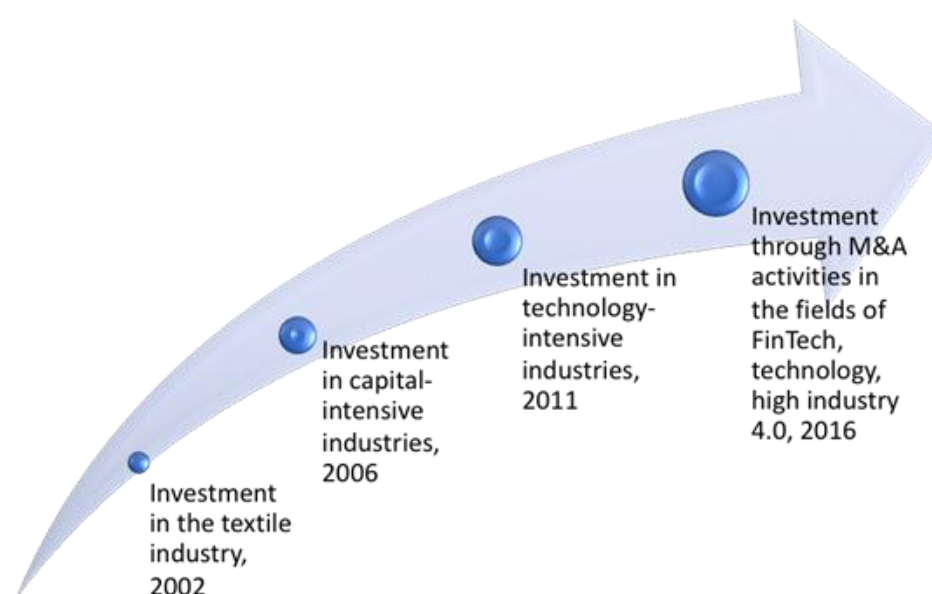 Investment
in the textile
industry,
2002
Investment
in capital-
intensive
industries,
2006
Investment in
technology-
intensive
industries,
2011
Investment
through M&A
activities in
the fields of
FinTech,
technology,
high industry
4.0, 2016